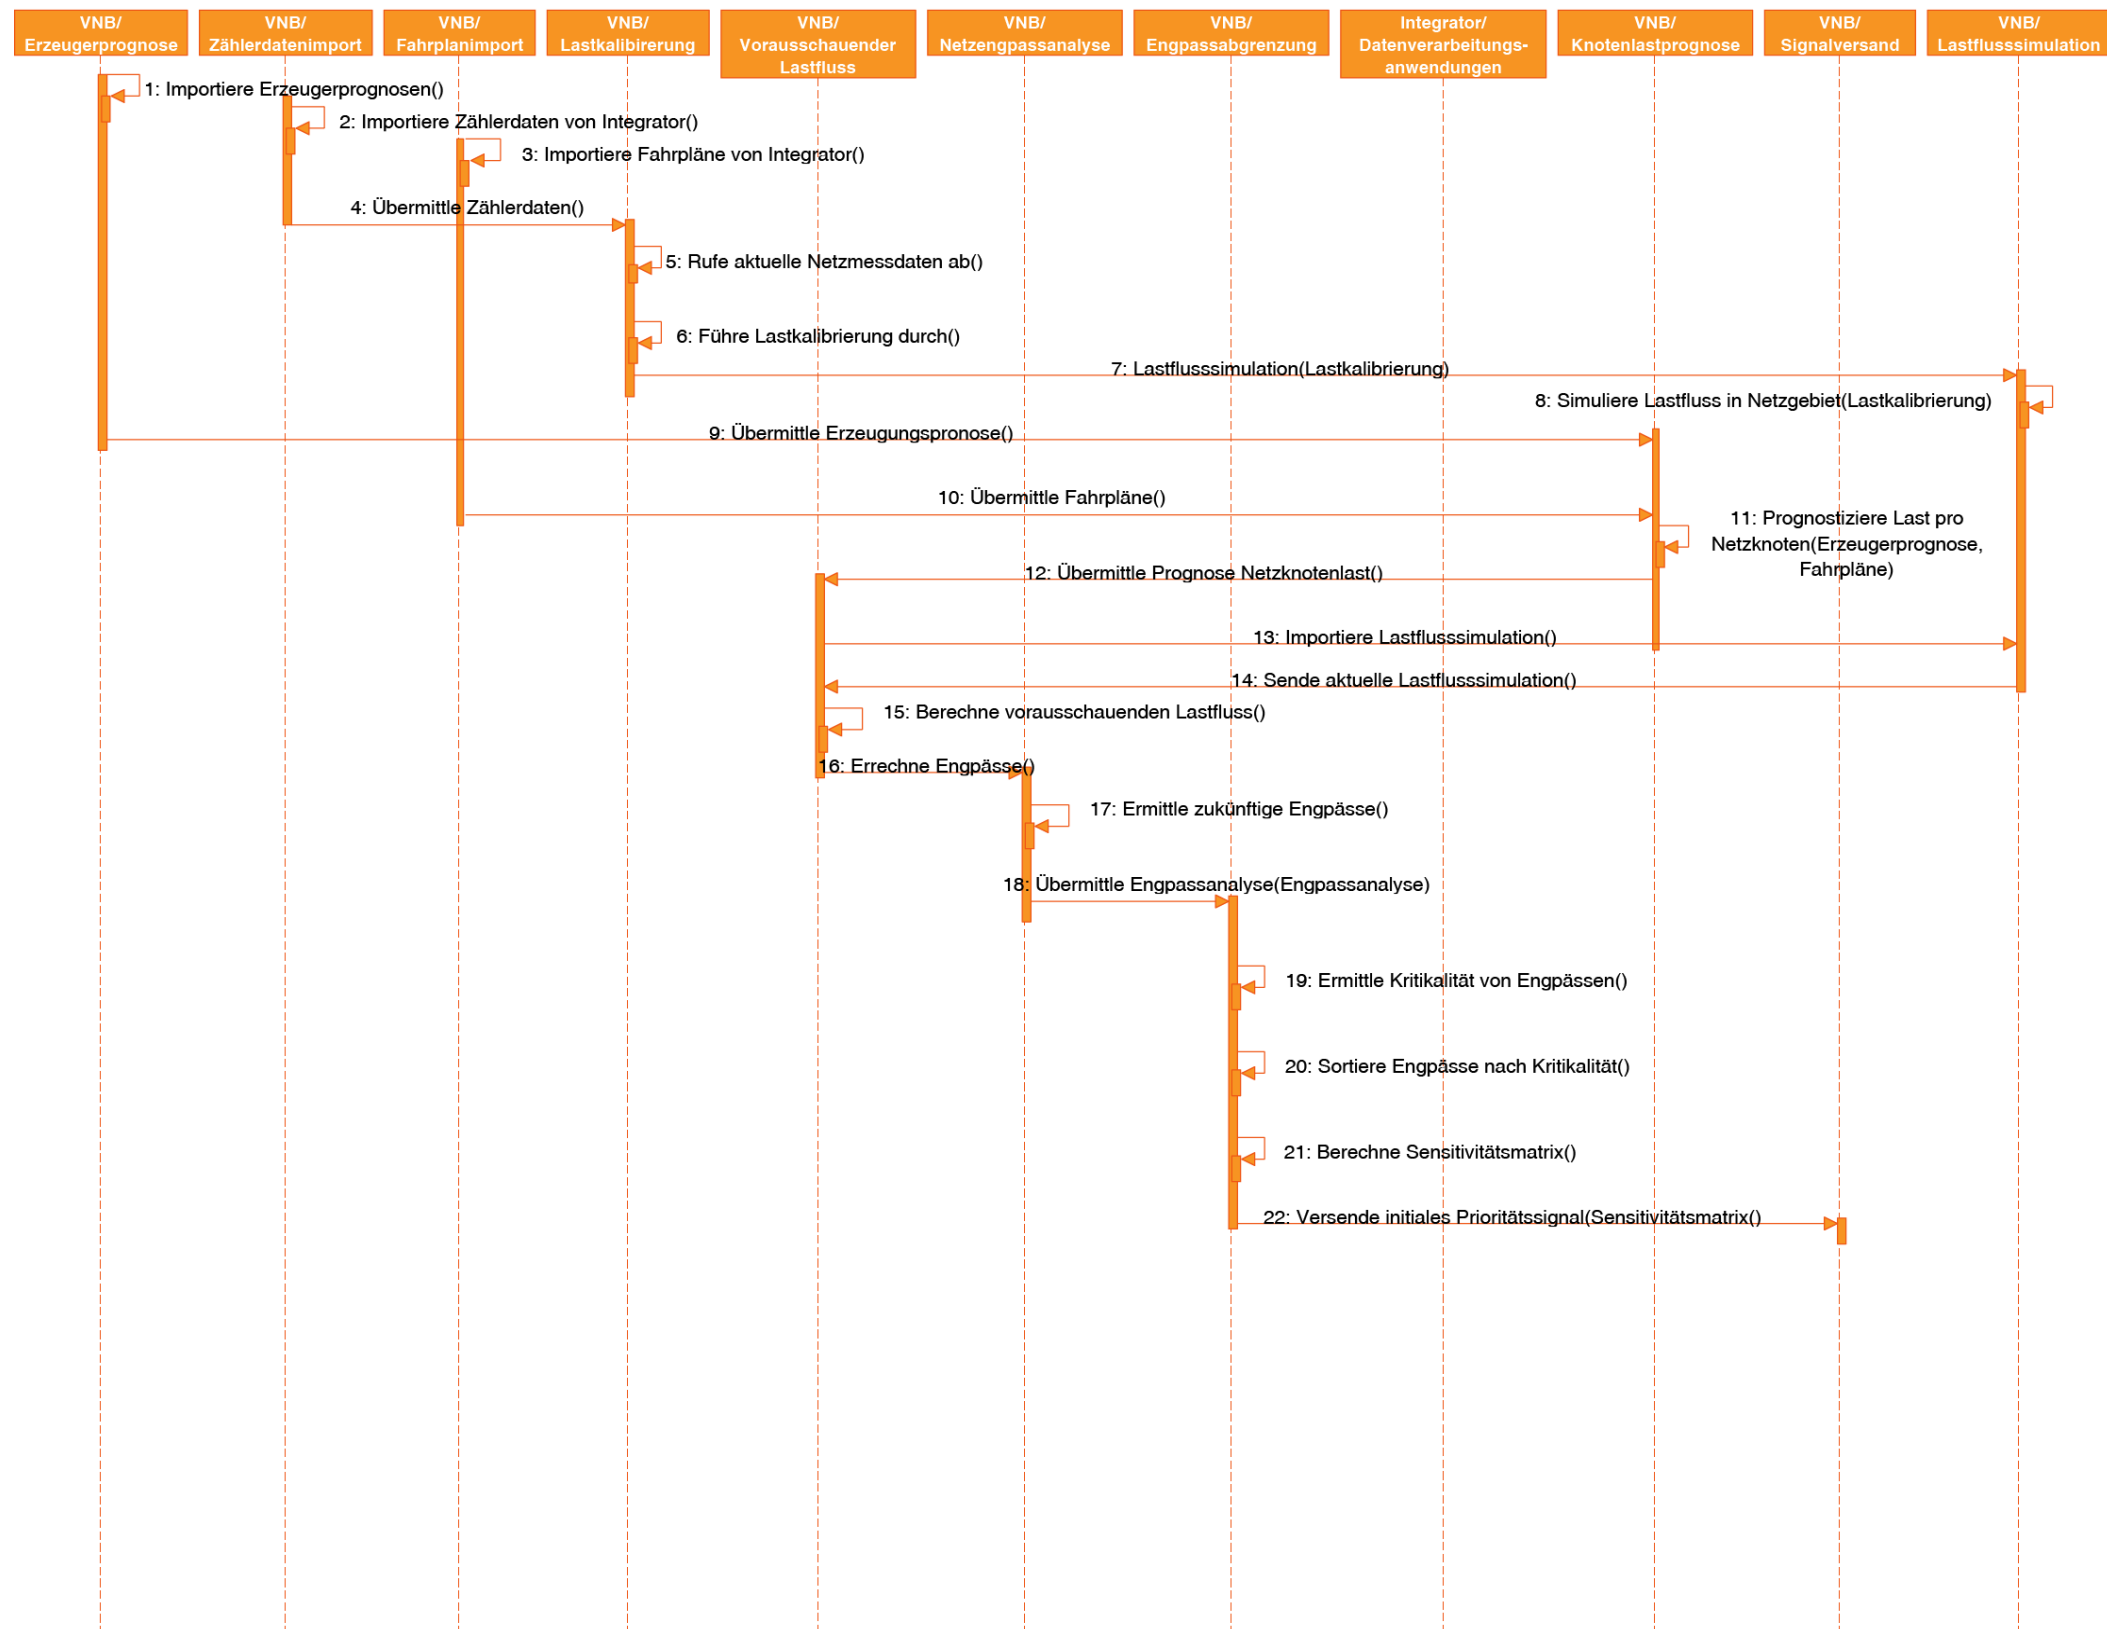 VNB/
Erzeugerprognose
VNB/
Zählerdatenimport
VNB/
Fahrplanimport
VNB/
Lastkalibirerung
VNB/
Vorausschauender
Lastfluss
VNB/
Netzengpassanalyse
VNB/
Engpassabgrenzung
Integrator/
Datenverarbeitungs-
anwendungen
VNB/
Knotenlastprognose
VNB/
Signalversand
VNB/
Lastflusssimulation
1: Importiere Erzeugerprognosen()
2: Importiere Zählerdaten von Integrator()
3: Importiere Fahrpläne von Integrator()
4: Übermittle Zählerdaten()
5: Rufe aktuelle Netzmessdaten ab()
6: Führe Lastkalibrierung durch()
7: Lastflusssimulation(Lastkalibrierung)
8: Simuliere Lastfluss in Netzgebiet(Lastkalibrierung)
9: Übermittle Erzeugungspronose()
10: Übermittle Fahrpläne()
11: Prognostiziere Last pro
Netzknoten(Erzeugerprognose,
Fahrpläne)
12: Übermittle Prognose Netzknotenlast()
13: Importiere Lastflusssimulation()
14: Sende aktuelle Lastflusssimulation()
15: Berechne vorausschauenden Lastfluss()
16: Errechne Engpässe()
17: Ermittle zukünftige Engpässe()
18: Übermittle Engpassanalyse(Engpassanalyse)
19: Ermittle Kritikalität von Engpässen()
20: Sortiere Engpässe nach Kritikalität()
21: Berechne Sensitivitätsmatrix()
22: Versende initiales Prioritätssignal(Sensitivitätsmatrix()